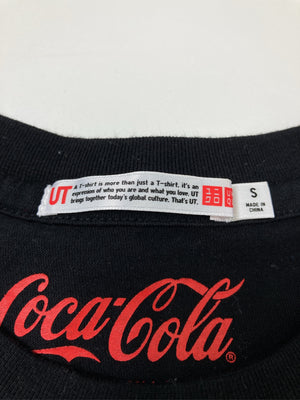 UT
A T-shirt is more than just a T-shirt, it's an
expression of who you are and what you love. UT
brings together today's global culture. That's UT.
S
MADE IN
CHINA
Coca-Cola
®